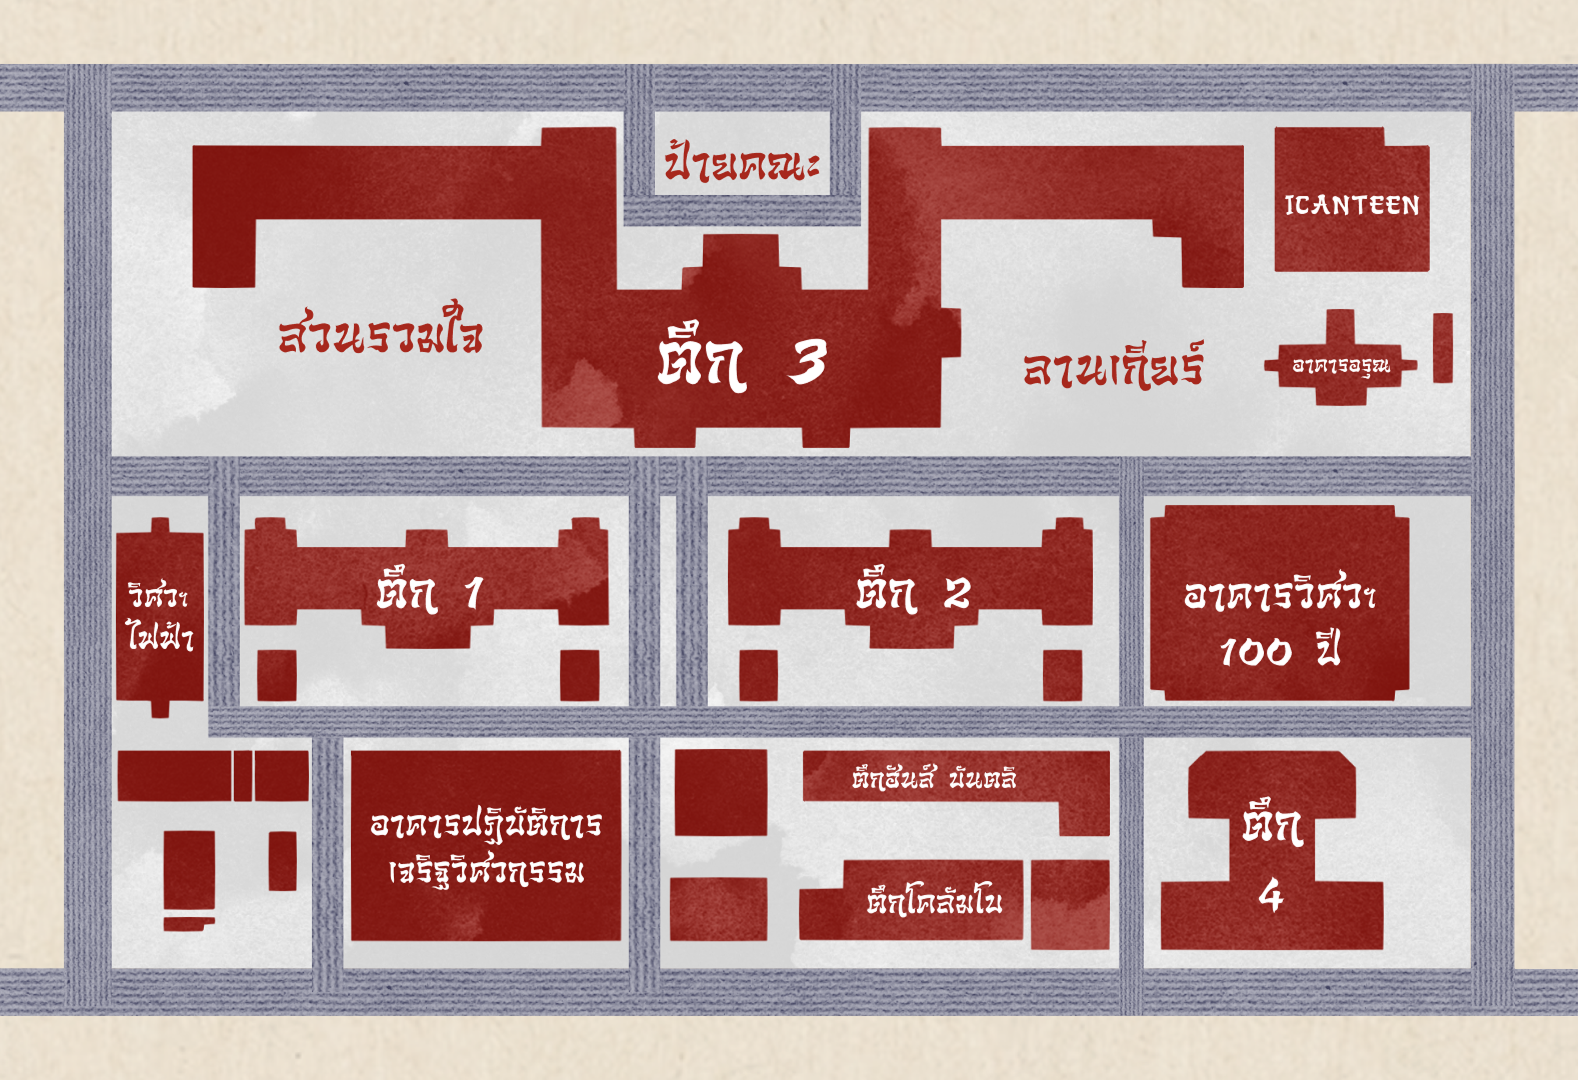 ป้ายคณะ
ICANTEEN
สวนรวมใจ
ตึก 3
ลานเกียร์
อาคารอรุณ
วิศวฯ
ไฟฟ้า
ตึก 1
ตึก 2
อาคารวิศวฯ
100 ปี
อาคารปฏิบัติการ
เจริฐวิศวกรรม
ตึกฮันส์ บันตลิ
ตึกโคลัมโบ
ตึก
4